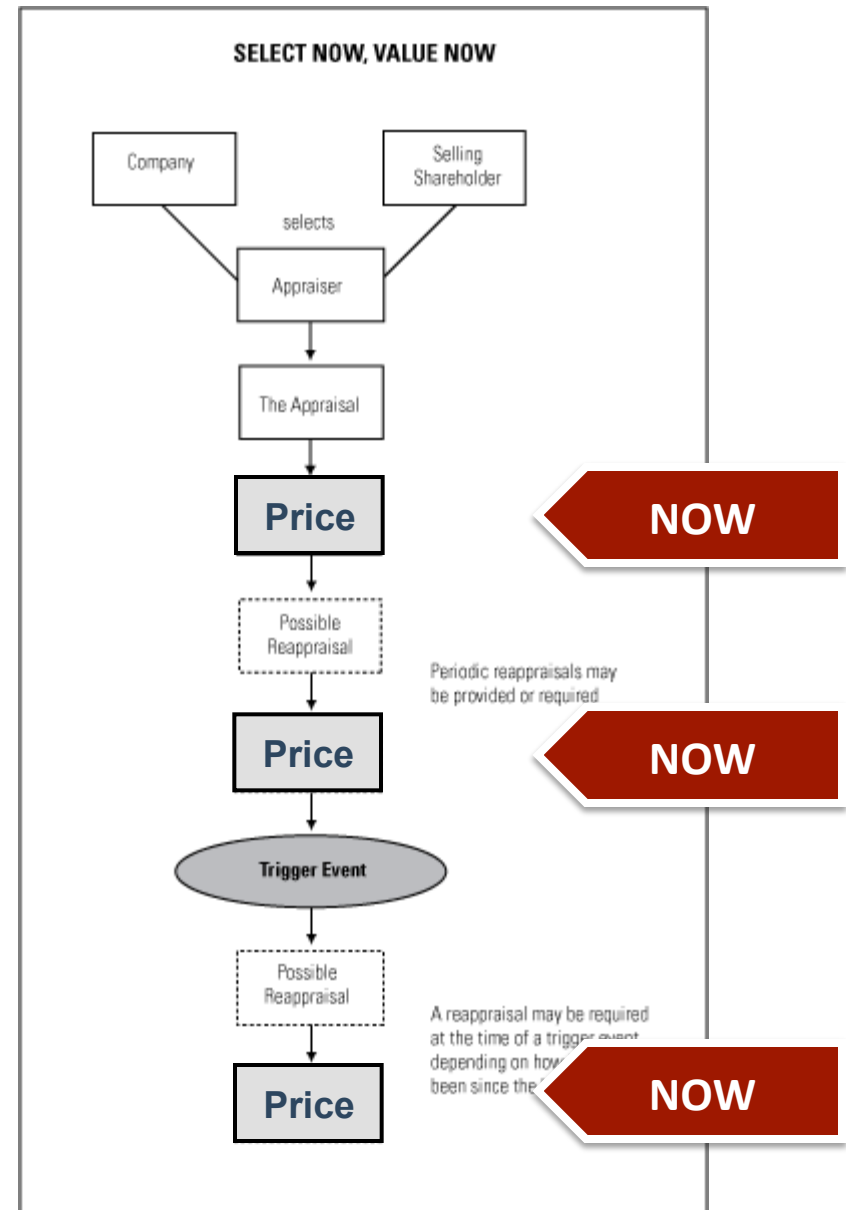 SELECT NOW, VALUE NOW
Company
Selling
Shareholder
selects
Appraiser
The Appraisal
Price
NOW
Possible
Reappraisal
Periodic reappraisals may
be provided or required
Price
NOW
Trigger Event
Possible
Reappraisal
A reappraisal may be required
at the time of a trigger event
depending on how
been since the
Price
NOW